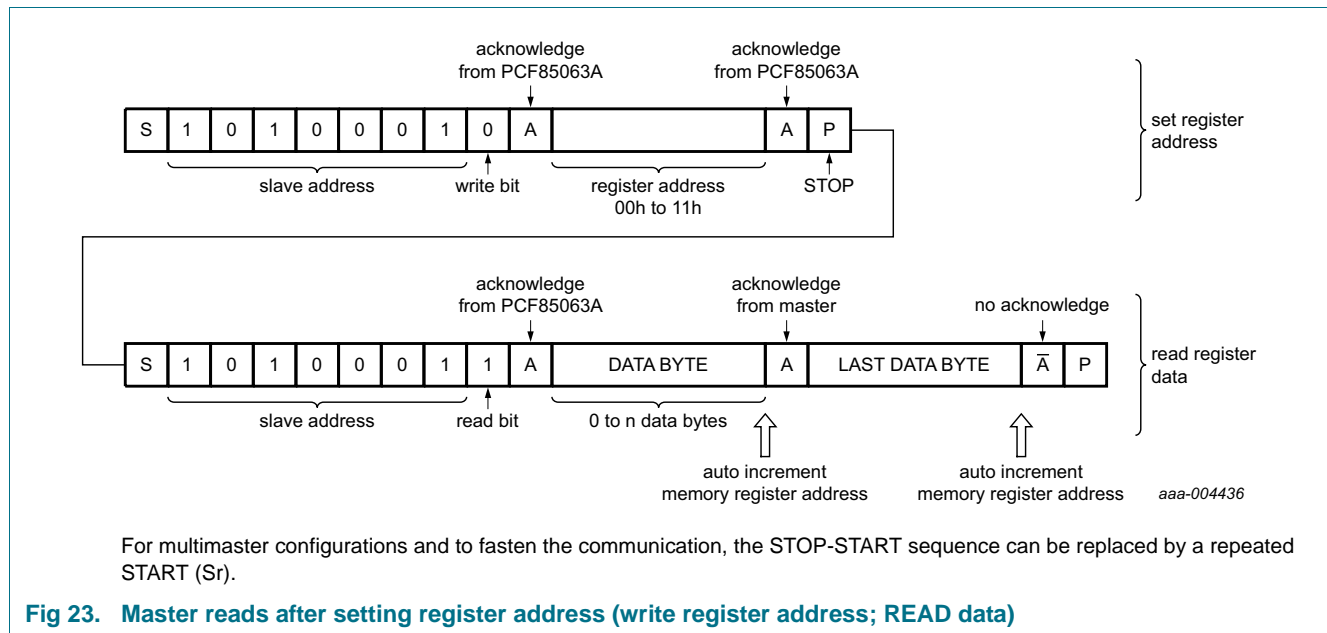 acknowledge
from PCF85063A
acknowledge
from PCF85063A
S 1 0 1 0 0 0 1 0 A A P
set register
address
slave address
write bit
register address
00h to 11h
STOP
acknowledge
from PCF85063A
acknowledge
from master
no acknowledge
S 1 0 1 0 0 0 1 1 A DATA BYTE A LAST DATA BYTE A̅ P
read register
data
slave address
read bit
0 to n data bytes
auto increment
memory register address
auto increment
memory register address
aaa-004436
For multimaster configurations and to fasten the communication, the STOP-START sequence can be replaced by a repeated
START (Sr).
Fig 23. Master reads after setting register address (write register address; READ data)